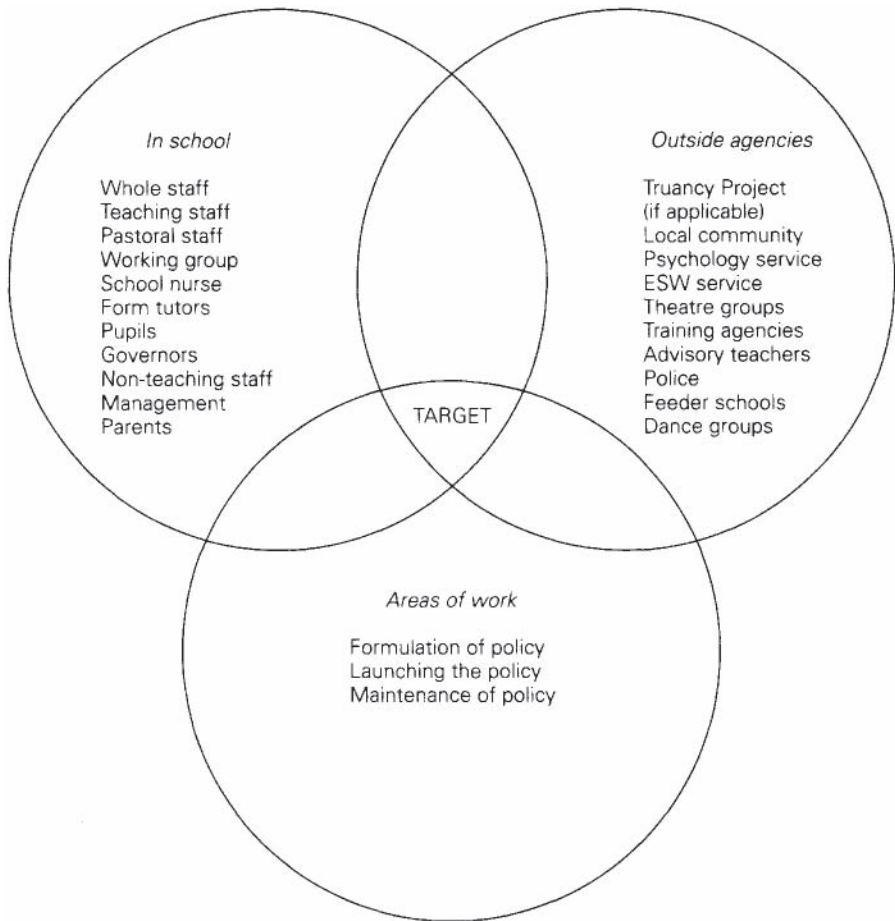 In school
Whole staff
Teaching staff
Pastoral staff
Working group
School nurse
Form tutors
Pupils
Governors
Non-teaching staff
Management
Parents
Outside agencies
Truancy Project
(if applicable)
Local community
Psychology service
ESW service
Theatre groups
Training agencies
Advisory teachers
Police
Feeder schools
Dance groups
TARGET
Areas of work
Formulation of policy
Launching the policy
Maintenance of policy